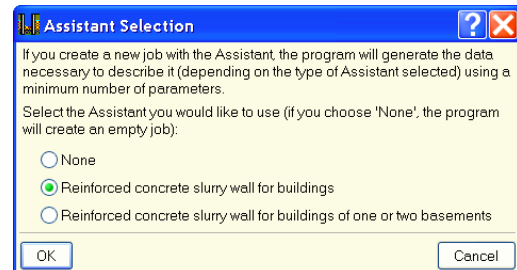 Assistant Selection
If you create a new job with the Assistant, the program will generate the data
necessary to describe it (depending on the type of Assistant selected) using a
minimum number of parameters.
Select the Assistant you would like to use (if you choose 'None', the program
will create an empty job):
None
Reinforced concrete slurry wall for buildings
Reinforced concrete slurry wall for buildings of one or two basements
OK
Cancel